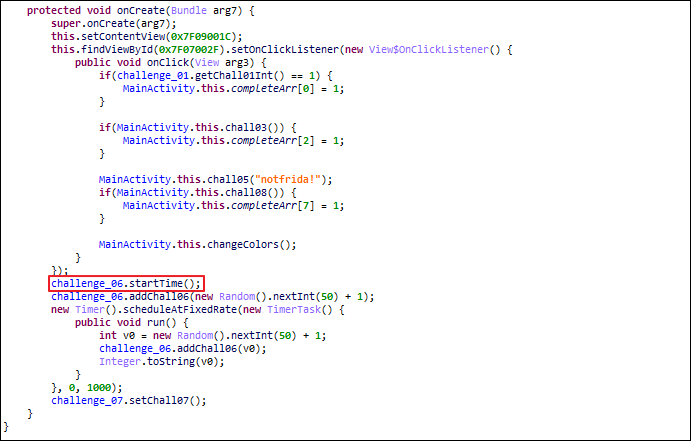 protected void onCreate(Bundle arg7) {
super.onCreate(arg7);
this.setContentView(0x7F09001C);
this.findViewById(0x7F07002F).setOnClickListener(new View$OnClickListener() {
public void onClick(View arg3) {
if(challenge_01.getChall01Int() == 1) {
MainActivity.this.completeArr[0] = 1;
}
if(MainActivity.this.chall03()) {
MainActivity.this.completeArr[2] = 1;
}
MainActivity.this.chall05("notfrida!");
if(MainActivity.this.chall08()) {
MainActivity.this.completeArr[7] = 1;
}
MainActivity.this.changeColors();
}
});
challenge_06.startTime();
challenge_06.addChall06(new Random().nextInt(50) + 1);
new Timer().scheduleAtFixedRate(new TimerTask() {
public void run() {
int v0 = new Random().nextInt(50) + 1;
challenge_06.addChall06(v0);
Integer.toString(v0);
}
}, 0, 1000);
challenge_07.setChall07();
}
}